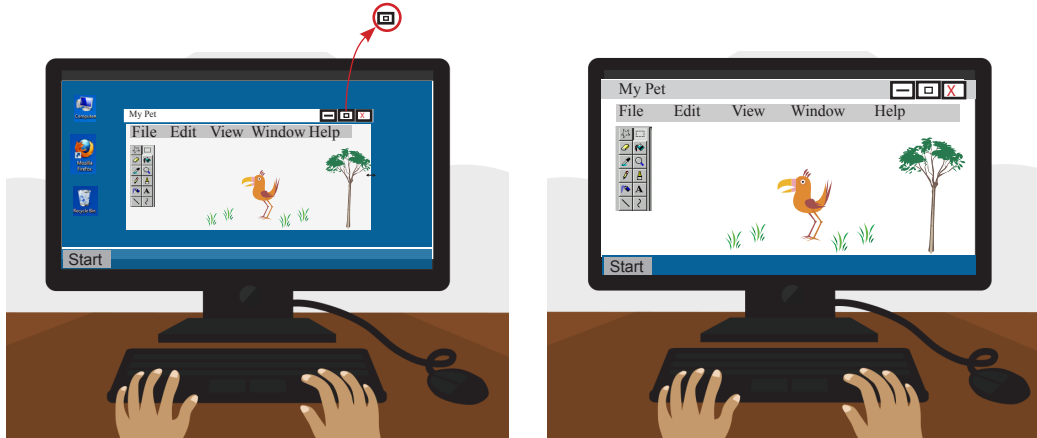 Computer
My Pet
X
File Edit View Window Help
Mozilla
Firefox
A
Recycle Bin
Start
My Pet
X
File Edit View Window Help
A
Start